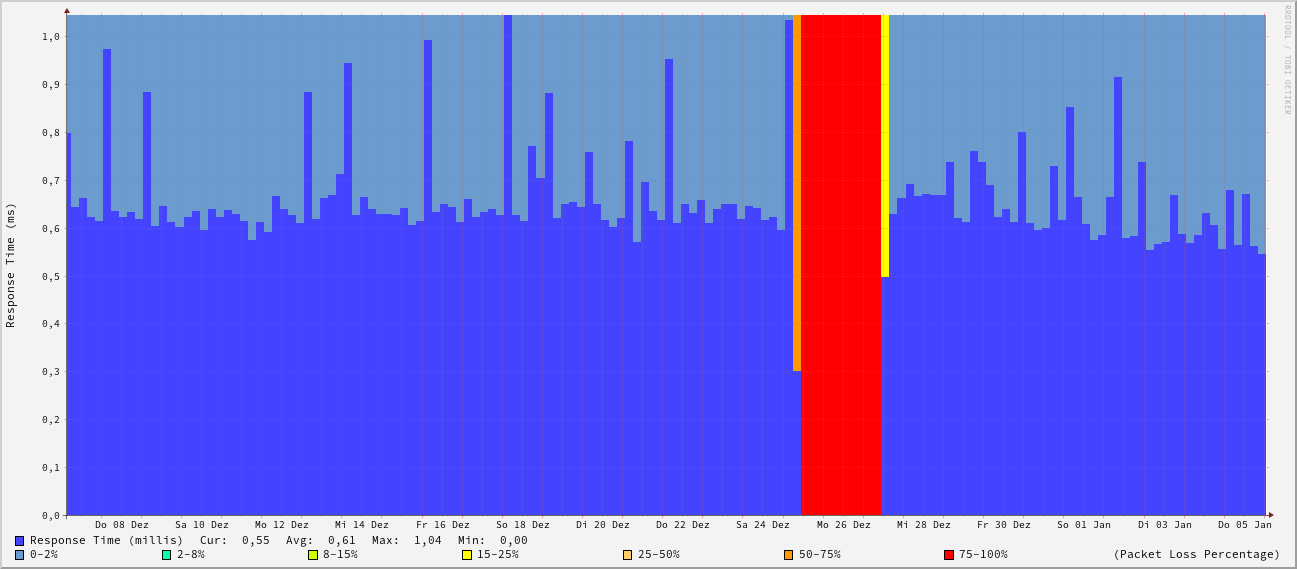 RRDTOOL / TOBI OETIKER
Response Time (ms)
1,0
0,9
0,8
0,7
0,6
0,5
0,4
0,3
0,2
0,1
0,0
Do 08 Dez Sa 10 Dez Mo 12 Dez Mi 14 Dez Fr 16 Dez So 18 Dez Di 20 Dez Do 22 Dez Sa 24 Dez Mo 26 Dez Mi 28 Dez Fr 30 Dez So 01 Jan Di 03 Jan Do 05 Jan
Response Time (millis) Cur: 0,55 Avg: 0,61 Max: 1,04 Min: 0,00
0-2% 2-8% 8-15% 15-25% 25-50% 50-75% 75-100% (Packet Loss Percentage)